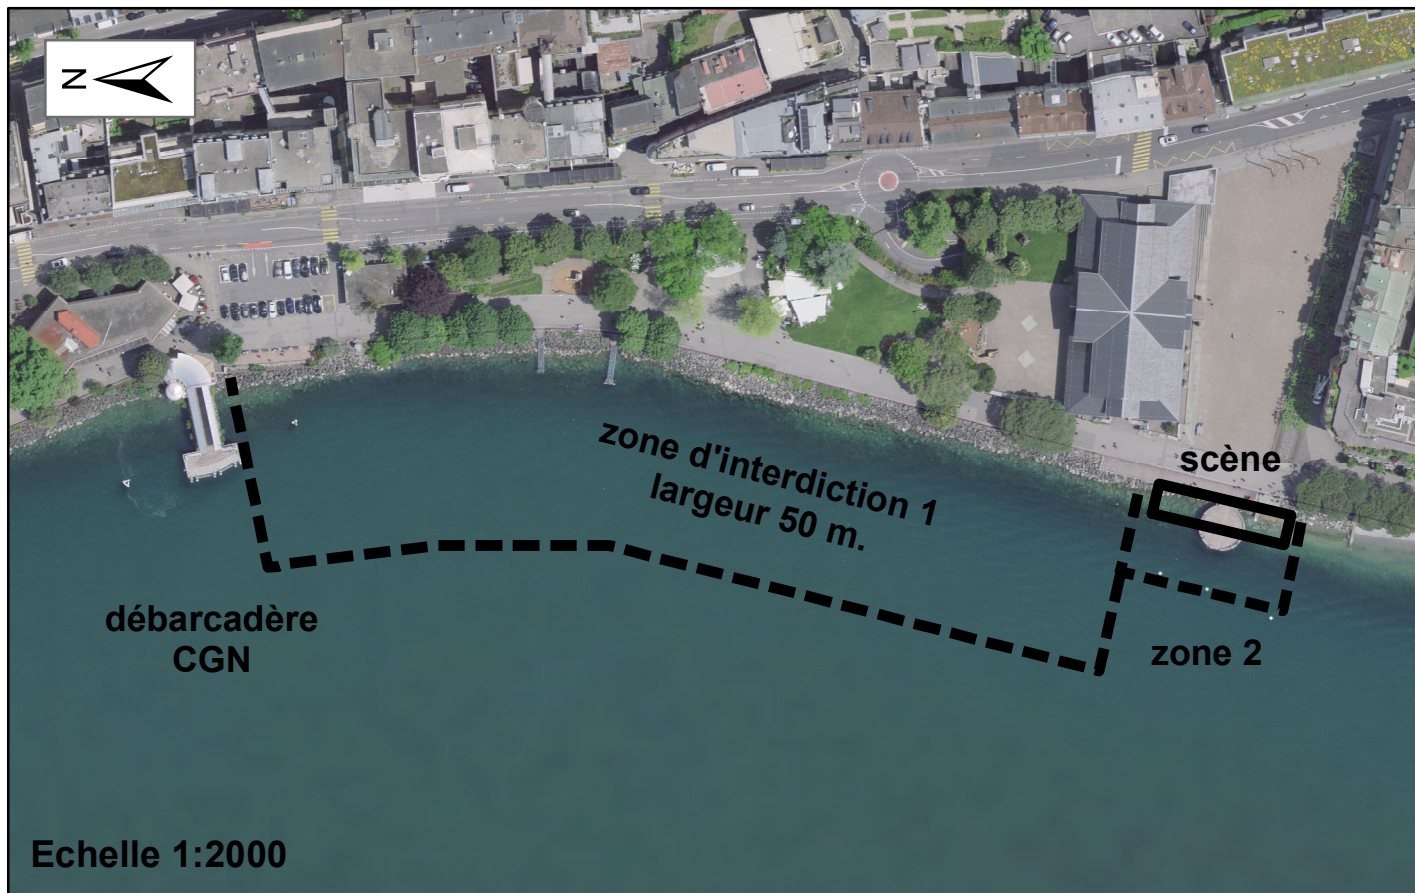 N
zone d'interdiction 1
largeur 50 m.
scène
débarcadère
CGN
zone 2
Echelle 1:2000